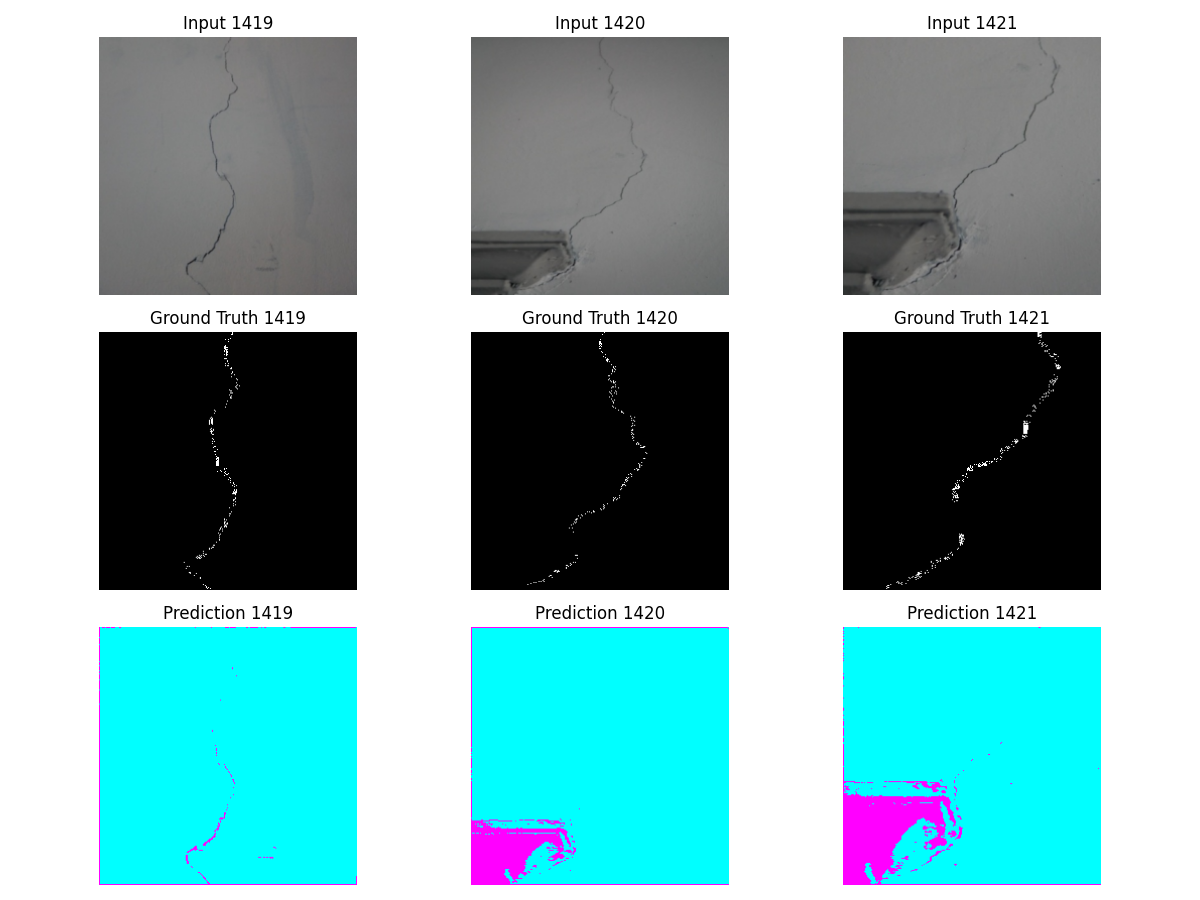 Input 1419
Input 1420
Input 1421
Ground Truth 1419
Ground Truth 1420
Ground Truth 1421
Prediction 1419
Prediction 1420
Prediction 1421